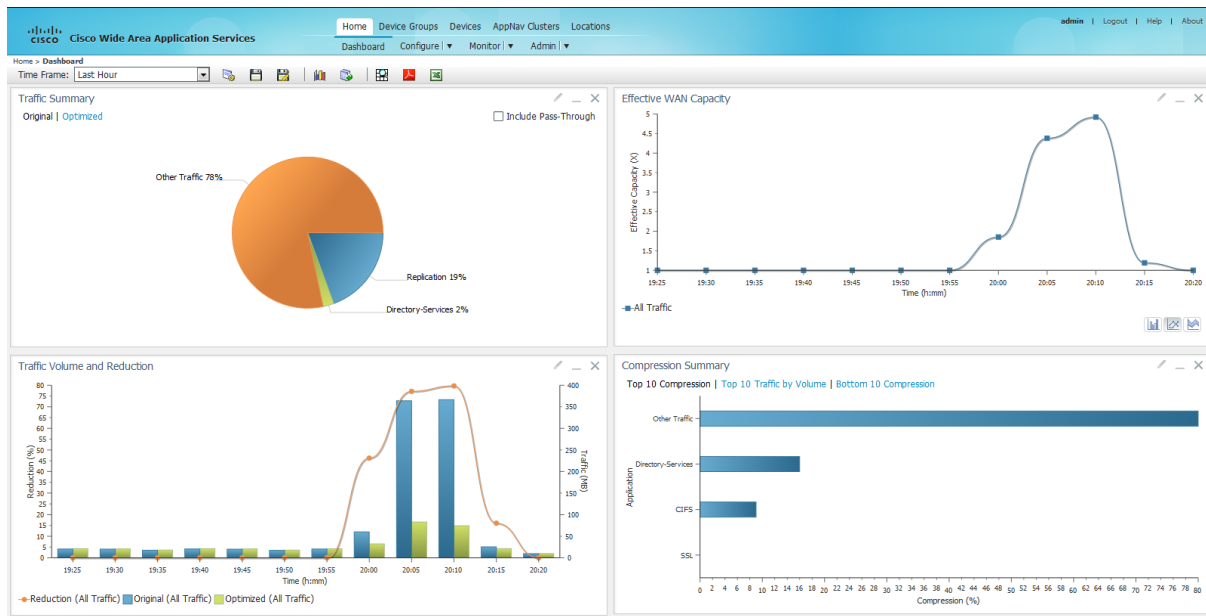 Home Device Groups Devices AppNav Clusters Locations
admin | Logout | Help | About
CISCO Cisco Wide Area Application Services
Dashboard Configure | ▼ Monitor | ▼ Admin | ▼
Home > Dashboard
Time Frame: Last Hour
Traffic Summary
Original | Optimized
Include Pass-Through
Other Traffic 78%
Replication 19%
Directory-Services 2%
Effective WAN Capacity
Effective Capacity (X)
5
4.5
4
3.5
3
2.5
2
1.5
1
19:25 19:30 19:35 19:40 19:45 19:50 19:55 20:00 20:05 20:10 20:15 20:20
Time (h:mm)
All Traffic
Traffic Volume and Reduction
Reduction (%)
80
75
70
65
60
55
50
45
40
35
30
25
20
15
10
5
0
400
350
300
250
200
150
100
50
0
Traffic (MB)
19:25 19:30 19:35 19:40 19:45 19:50 19:55 20:00 20:05 20:10 20:15 20:20
Time (h:mm)
Reduction (All Traffic) Original (All Traffic) Optimized (All Traffic)
Compression Summary
Top 10 Compression | Top 10 Traffic by Volume | Bottom 10 Compression
Application
Other Traffic
Directory-Services
CIFS
SSL
0 2 4 6 8 10 12 14 16 18 20 22 24 26 28 30 32 34 36 38 40 42 44 46 48 50 52 54 56 58 60 62 64 66 68 70 72 74 76 78 80
Compression (%)